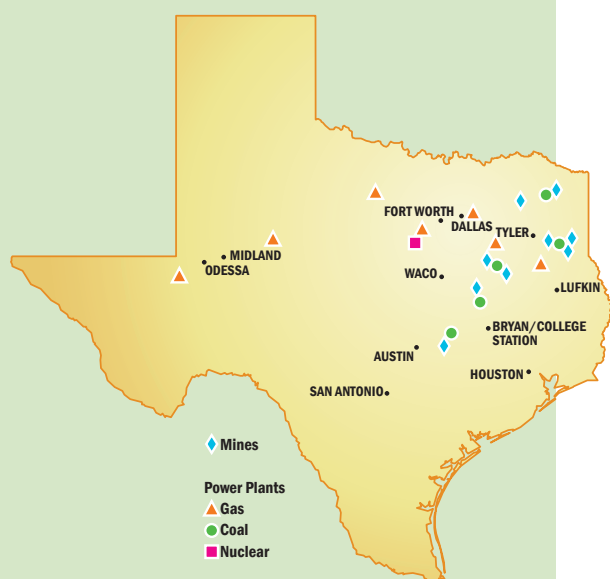 FORT WORTH
DALLAS
TYLER
MIDLAND
ODESSA
WACO
LUFKIN
BRYAN/COLLEGE
STATION
AUSTIN
HOUSTON
SAN ANTONIO
Mines
Power Plants
Gas
Coal
Nuclear